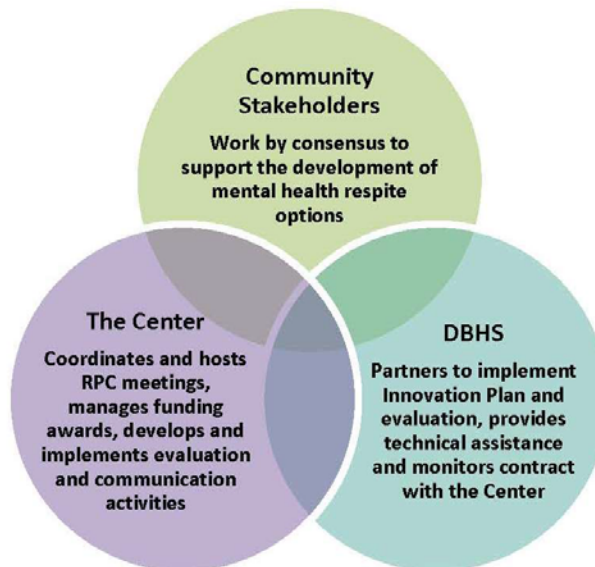 Community
Stakeholders
Work by consensus to
support the development of
mental health respite
options
The Center
Coordinates and hosts
RPC meetings,
manages funding
awards, develops and
implements evaluation
and communication
activities
DBHS
Partners to implement
Innovation Plan and
evaluation, provides
technical assistance
and monitors contract
with the Center